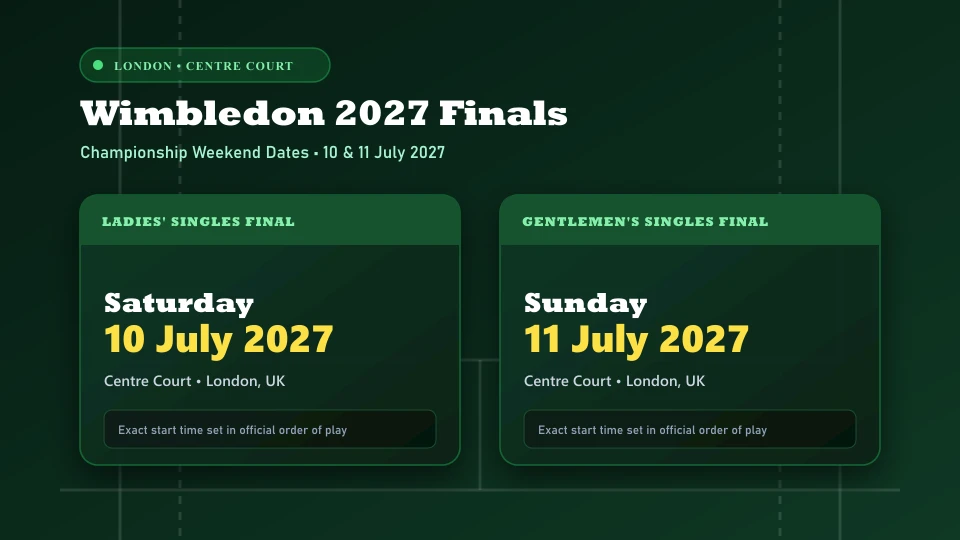 LONDON • CENTRE COURT
Wimbledon 2027 Finals
Championship Weekend Dates • 10 & 11 July 2027
LADIES' SINGLES FINAL
Saturday
10 July 2027
Centre Court • London, UK
Exact start time set in official order of play
GENTLEMEN'S SINGLES FINAL
Sunday
11 July 2027
Centre Court • London, UK
Exact start time set in official order of play